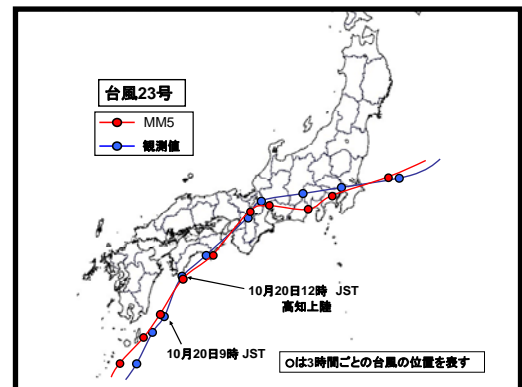 台風23号
MM5
観測値
10月20日12時 JST
高知上陸
10月20日9時 JST
○は3時間ごとの台風の位置を表す